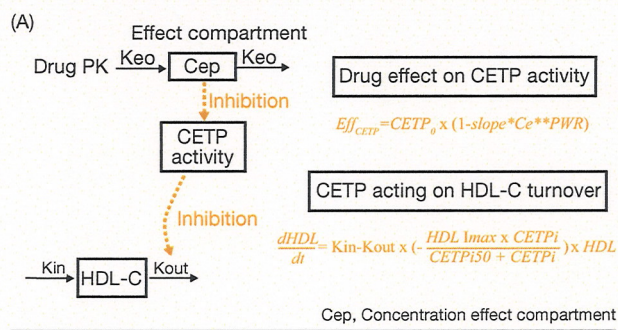 (A)
Effect compartment
Drug PK Keo Cep Keo
Inhibition
CETP
activity
Inhibition
Kin HDL-C Kout
Drug effect on CETP activity
Eff_CETP=CETP_0 x (1-slope*Ce**PWR)
CETP acting on HDL-C turnover
dHDL/dt = Kin-Kout x (-HDL Imax x CETPi/CETPi50 + CETPi) x HDL
Cep, Concentration effect compartment